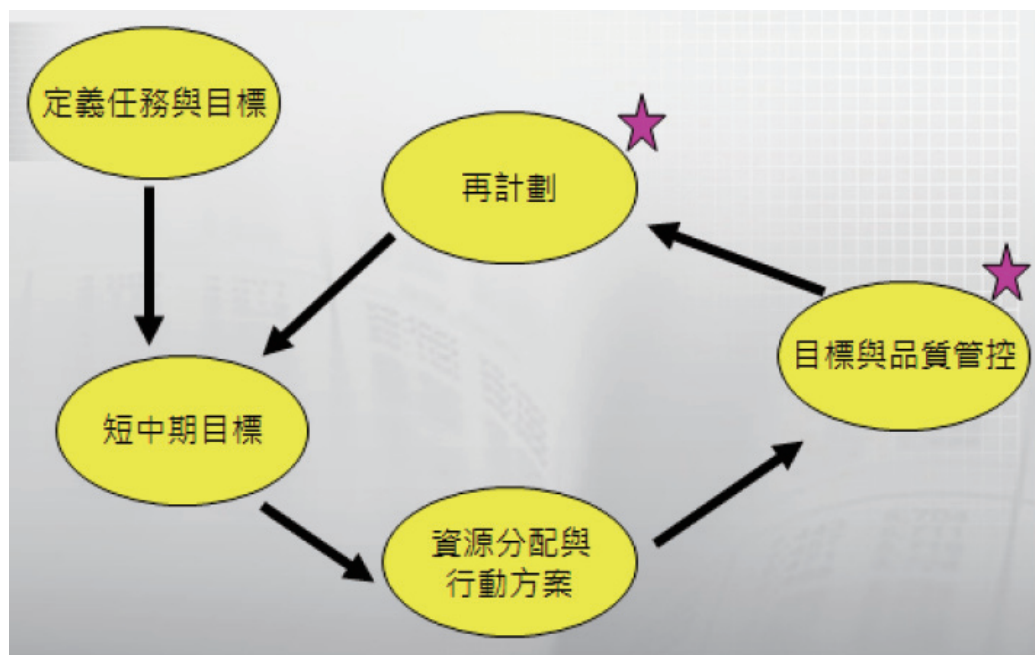 定義任務與目標
再計劃
目標與品質管控
短中期目標
資源分配與
行動方案